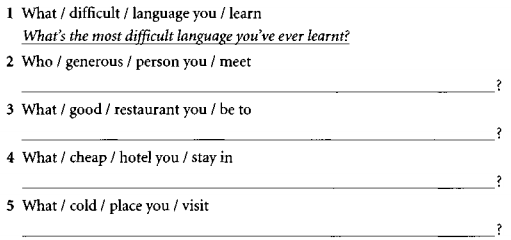 1 What / difficult / language you / learn
What's the most difficult language you've ever learnt?
2 Who / generous / person you / meet
?
3 What / good / restaurant you / be to
?
4 What / cheap / hotel you / stay in
?
5 What / cold / place you / visit
?